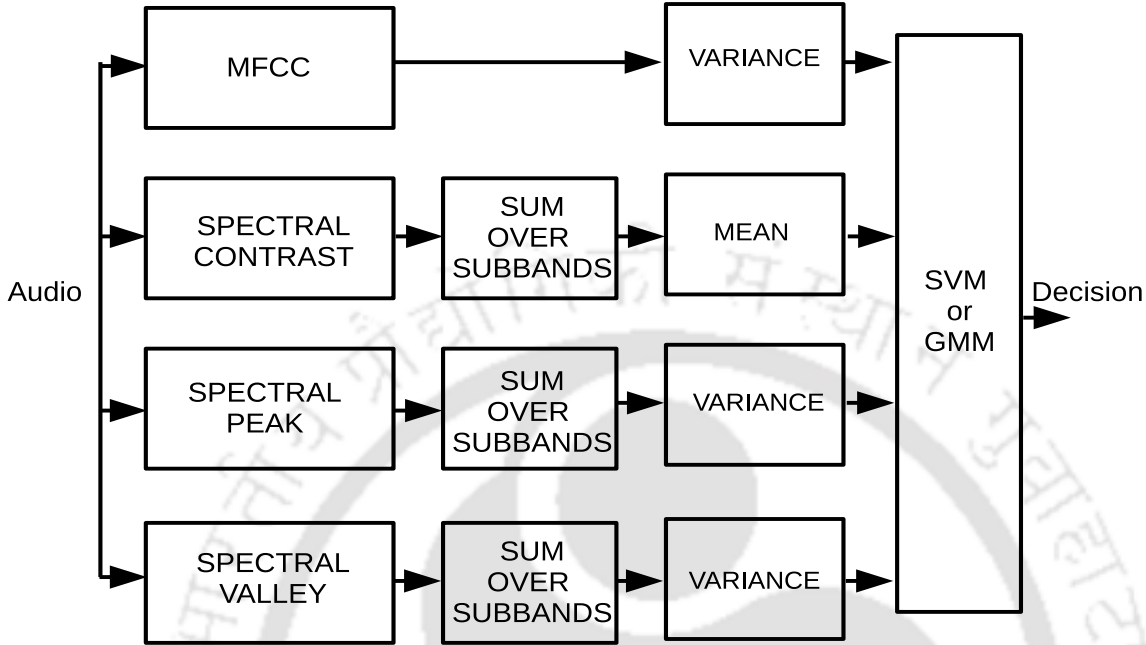 Audio
MFCC
VARIANCE
SPECTRAL
CONTRAST
SUM
OVER
SUBBANDS
MEAN
SPECTRAL
PEAK
SUM
OVER
SUBBANDS
VARIANCE
SPECTRAL
VALLEY
SUM
OVER
SUBBANDS
VARIANCE
SVM
or
GMM
Decision